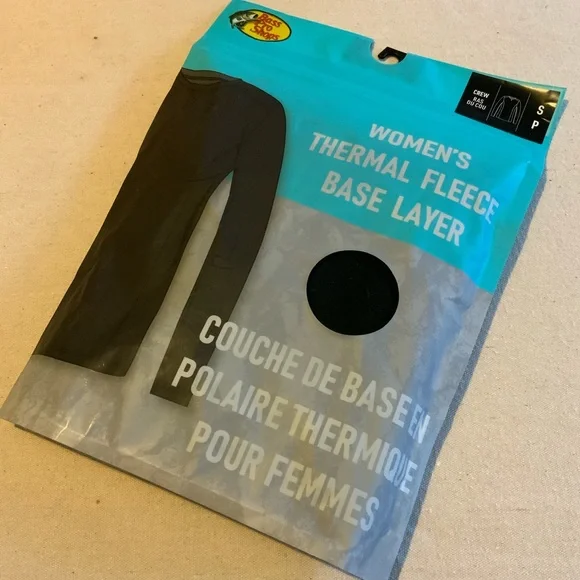 Bass
Pro
Shops
CREW
RAS
DU COU
S
P
WOMEN'S
THERMAL FLEECE
BASE LAYER
COUCHE DE BASE EN
POLAIRE THERMIQUE
POUR FEMMES